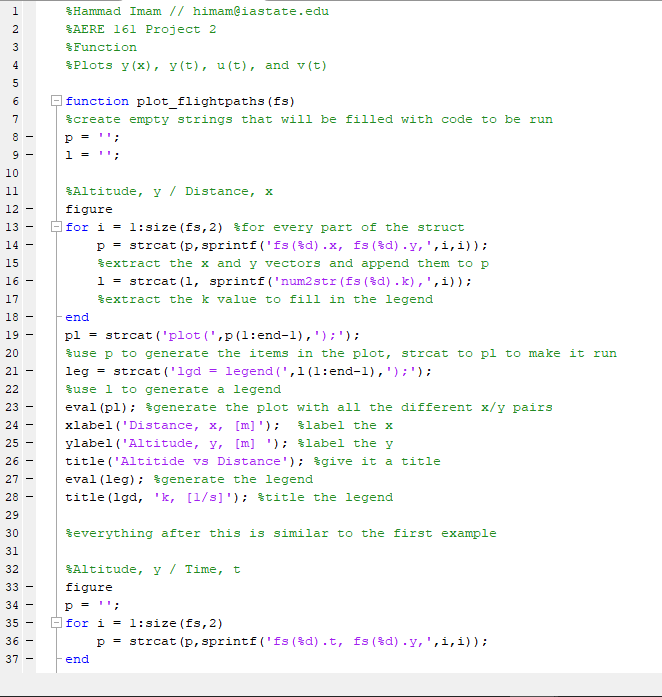 1 %Hammad Imam // himam@iastate.edu
2 %AERE 161 Project 2
3 %Function
4 %Plots y(x), y(t), u(t), and v(t)
5
6 function plot_flightpaths(fs)
7 %create empty strings that will be filled with code to be run
8 p = '';
9 l = '';
10
11 %Altitude, y / Distance, x
12 figure
13 for i = 1:size(fs,2) %for every part of the struct
14 p = strcat(p,sprintf('fs(%d).x, fs(%d).y,',i,i));
15 %extract the x and y vectors and append them to p
16 l = strcat(l, sprintf('num2str(fs(%d).k),',i));
17 %extract the k value to fill in the legend
18 end
19 pl = strcat('plot(',p(1:end-1),');');
20 %use p to generate the items in the plot, strcat to pl to make it run
21 leg = strcat('lgd = legend(',l(1:end-1),');');
22 %use l to generate a legend
23 eval(pl); %generate the plot with all the different x/y pairs
24 xlabel('Distance, x, [m]'); %label the x
25 ylabel('Altitude, y, [m] '); %label the y
26 title('Altitide vs Distance'); %give it a title
27 eval(leg); %generate the legend
28 title(lgd, 'k, [1/s]'); %title the legend
29
30 %everything after this is similar to the first example
31
32 %Altitude, y / Time, t
33 figure
34 p = '';
35 for i = 1:size(fs,2)
36 p = strcat(p,sprintf('fs(%d).t, fs(%d).y,',i,i));
37 end